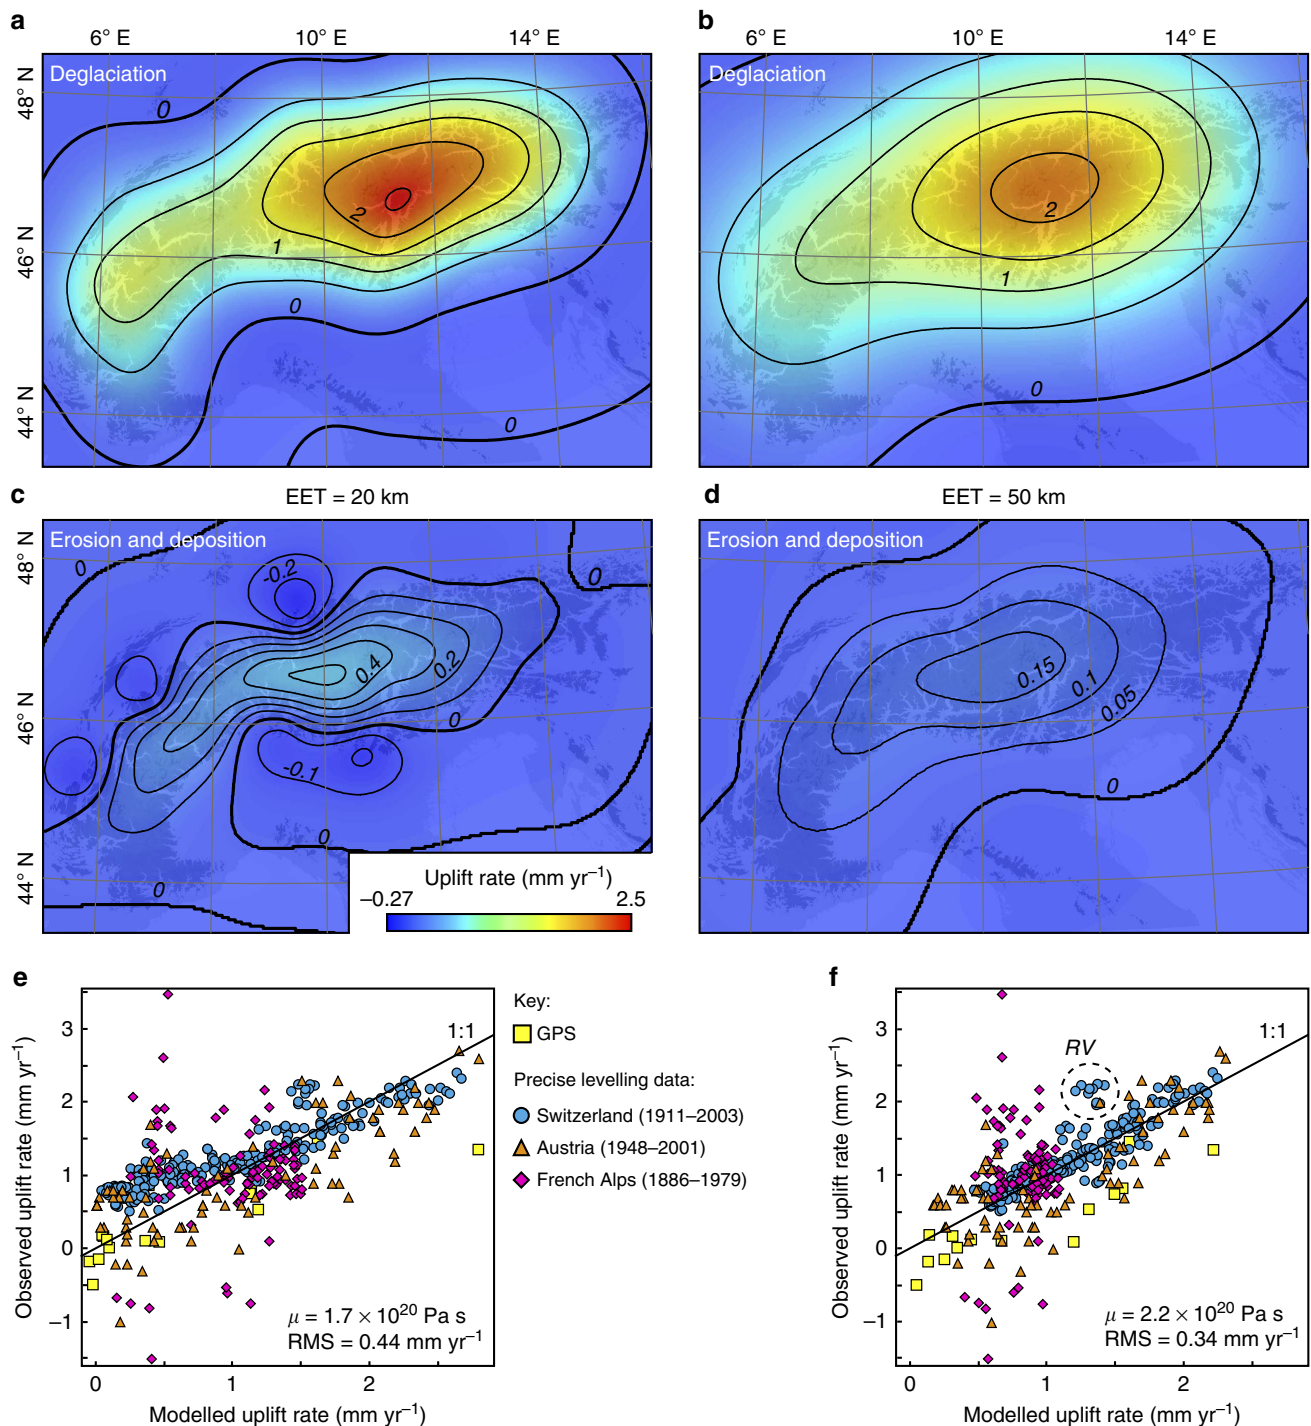 a
6° E
10° E
14° E
Deglaciation
48° N
46° N
44° N
0
2
1
0
0
b
6° E
10° E
14° E
Deglaciation
2
1
0
c
EET = 20 km
Erosion and deposition
48° N
46° N
44° N
0
-0.2
0
0.4
0.2
0
-0.1
0
0
Uplift rate (mm yr–1)
–0.27
2.5
d
EET = 50 km
Erosion and deposition
0.15
0.1
0.05
0
e
Observed uplift rate (mm yr–1)
3
2
1
0
–1
1:1
μ = 1.7 × 10²⁰ Pa s
RMS = 0.44 mm yr–1
0
1
2
Modelled uplift rate (mm yr–1)
Key:
GPS
Precise levelling data:
Switzerland (1911–2003)
Austria (1948–2001)
French Alps (1886–1979)
f
Observed uplift rate (mm yr–1)
3
2
1
0
–1
RV
1:1
μ = 2.2 × 10²⁰ Pa s
RMS = 0.34 mm yr–1
0
1
2
Modelled uplift rate (mm yr–1)